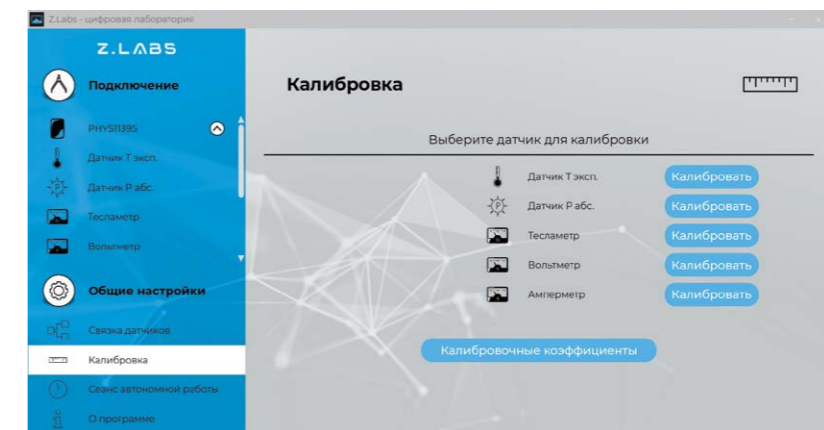 Z.Labs - цифровая лаборатория
Z.LABS
Подключение
PHYS1139S
Датчик Т эксп.
Датчик Р абс.
Тесламетр
Вольтметр
Общие настройки
Связка датчиков
Калибровка
Сеанс автономной работы
О программе
Калибровка
Выберите датчик для калибровки
Датчик Т эксп. Калибровать
Датчик Р абс. Калибровать
Тесламетр Калибровать
Вольтметр Калибровать
Амперметр Калибровать
Калибровочные коэффициенты